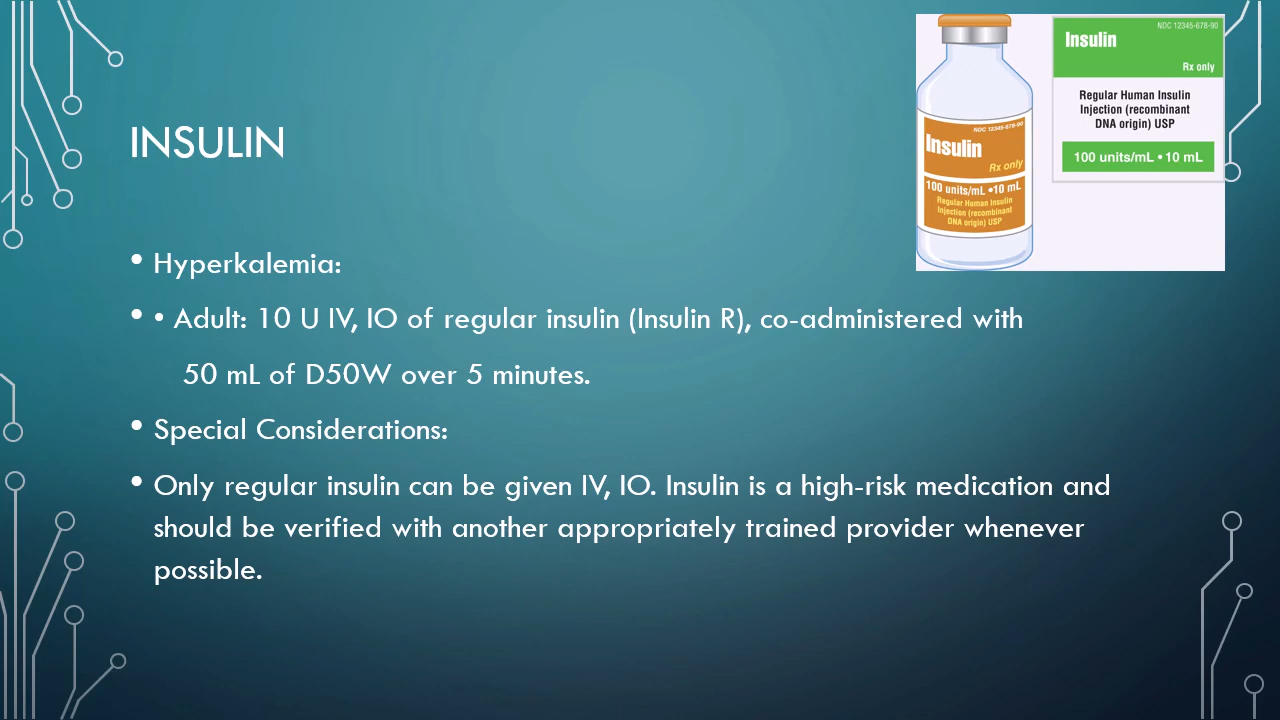 INSULIN
• Hyperkalemia:
• • Adult: 10 U IV, IO of regular insulin (Insulin R), co-administered with
50 mL of D50W over 5 minutes.
• Special Considerations:
• Only regular insulin can be given IV, IO. Insulin is a high-risk medication and
should be verified with another appropriately trained provider whenever
possible.
NDC 12345-678-90
Insulin
Rx only
100 units/mL •10 mL
Regular Human Insulin
Injection (recombinant
DNA origin) USP
NDC 12345-678-90
Insulin
Rx only
Regular Human Insulin
Injection (recombinant
DNA origin) USP
100 units/mL • 10 mL